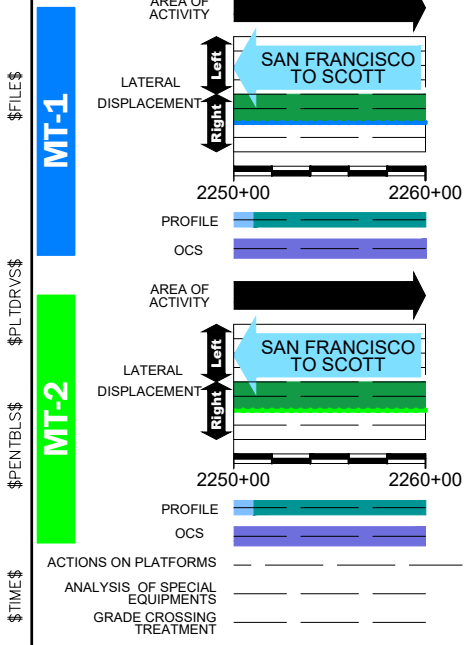 AREA OF
ACTIVITY
Left
SAN FRANCISCO
TO SCOTT
LATERAL
DISPLACEMENT
Right
2250+00
2260+00
PROFILE
OCS
MT-1
AREA OF
ACTIVITY
Left
SAN FRANCISCO
TO SCOTT
LATERAL
DISPLACEMENT
Right
2250+00
2260+00
PROFILE
OCS
MT-2
ACTIONS ON PLATFORMS
ANALYSIS OF SPECIAL
EQUIPMENTS
GRADE CROSSING
TREATMENT
$FILE$
$PLTDRVS$
$PENTBLS$
$TIME$